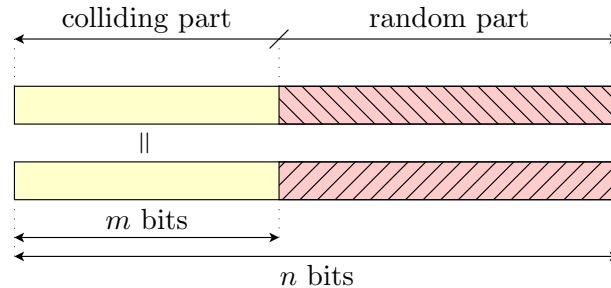 colliding part random part
=
m bits
n bits